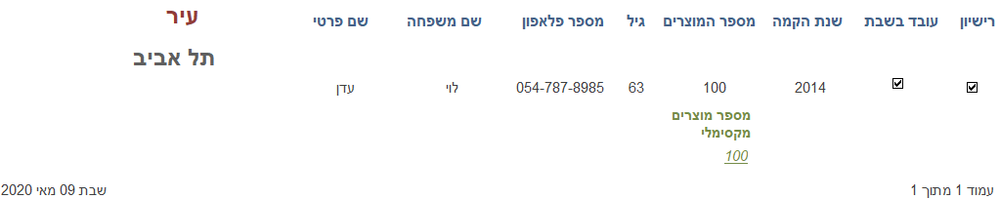 רישיון עובד בשבת שנת הקמה מספר המוצרים גיל מספר פלאפון שם משפחה שם פרטי עיר
תל אביב
2014 100 63 054-787-8985 לוי עדן
מספר מוצרים
מקסימלי
100
עמוד 1 מתוך 1 שבת 09 מאי 2020